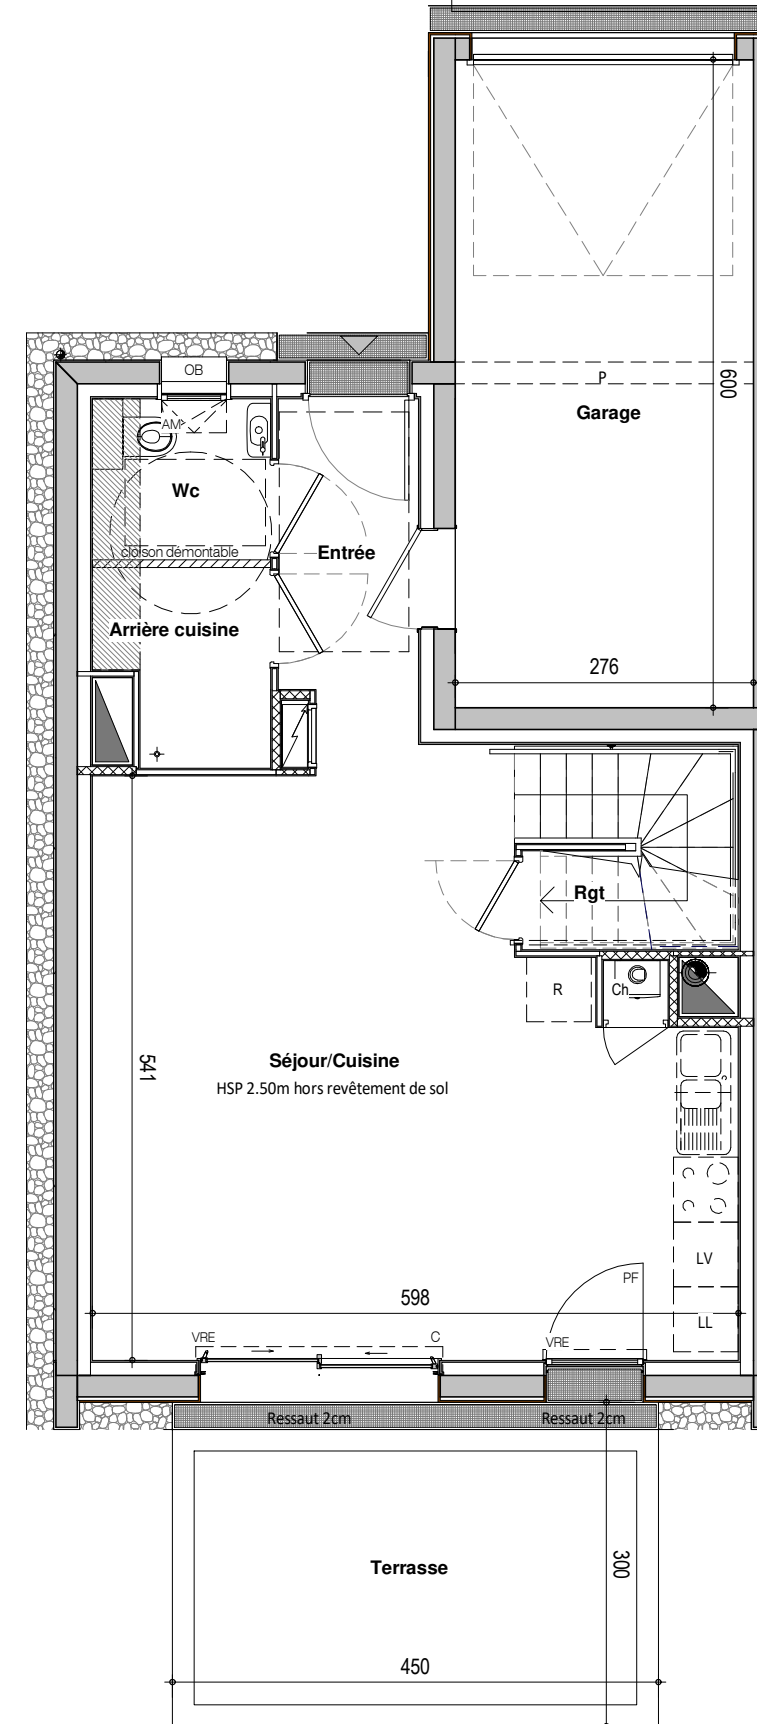 OB
P
600
Garage
AM
Wc
cloison démontable
Entrée
Arrière cuisine
276
Rgt
R
Ch
541
Séjour/Cuisine
HSP 2.50m hors revêtement de sol
LV
PF
598
LL
VRE
C
VRE
Ressaut 2cm
Ressaut 2cm
Terrasse
300
450